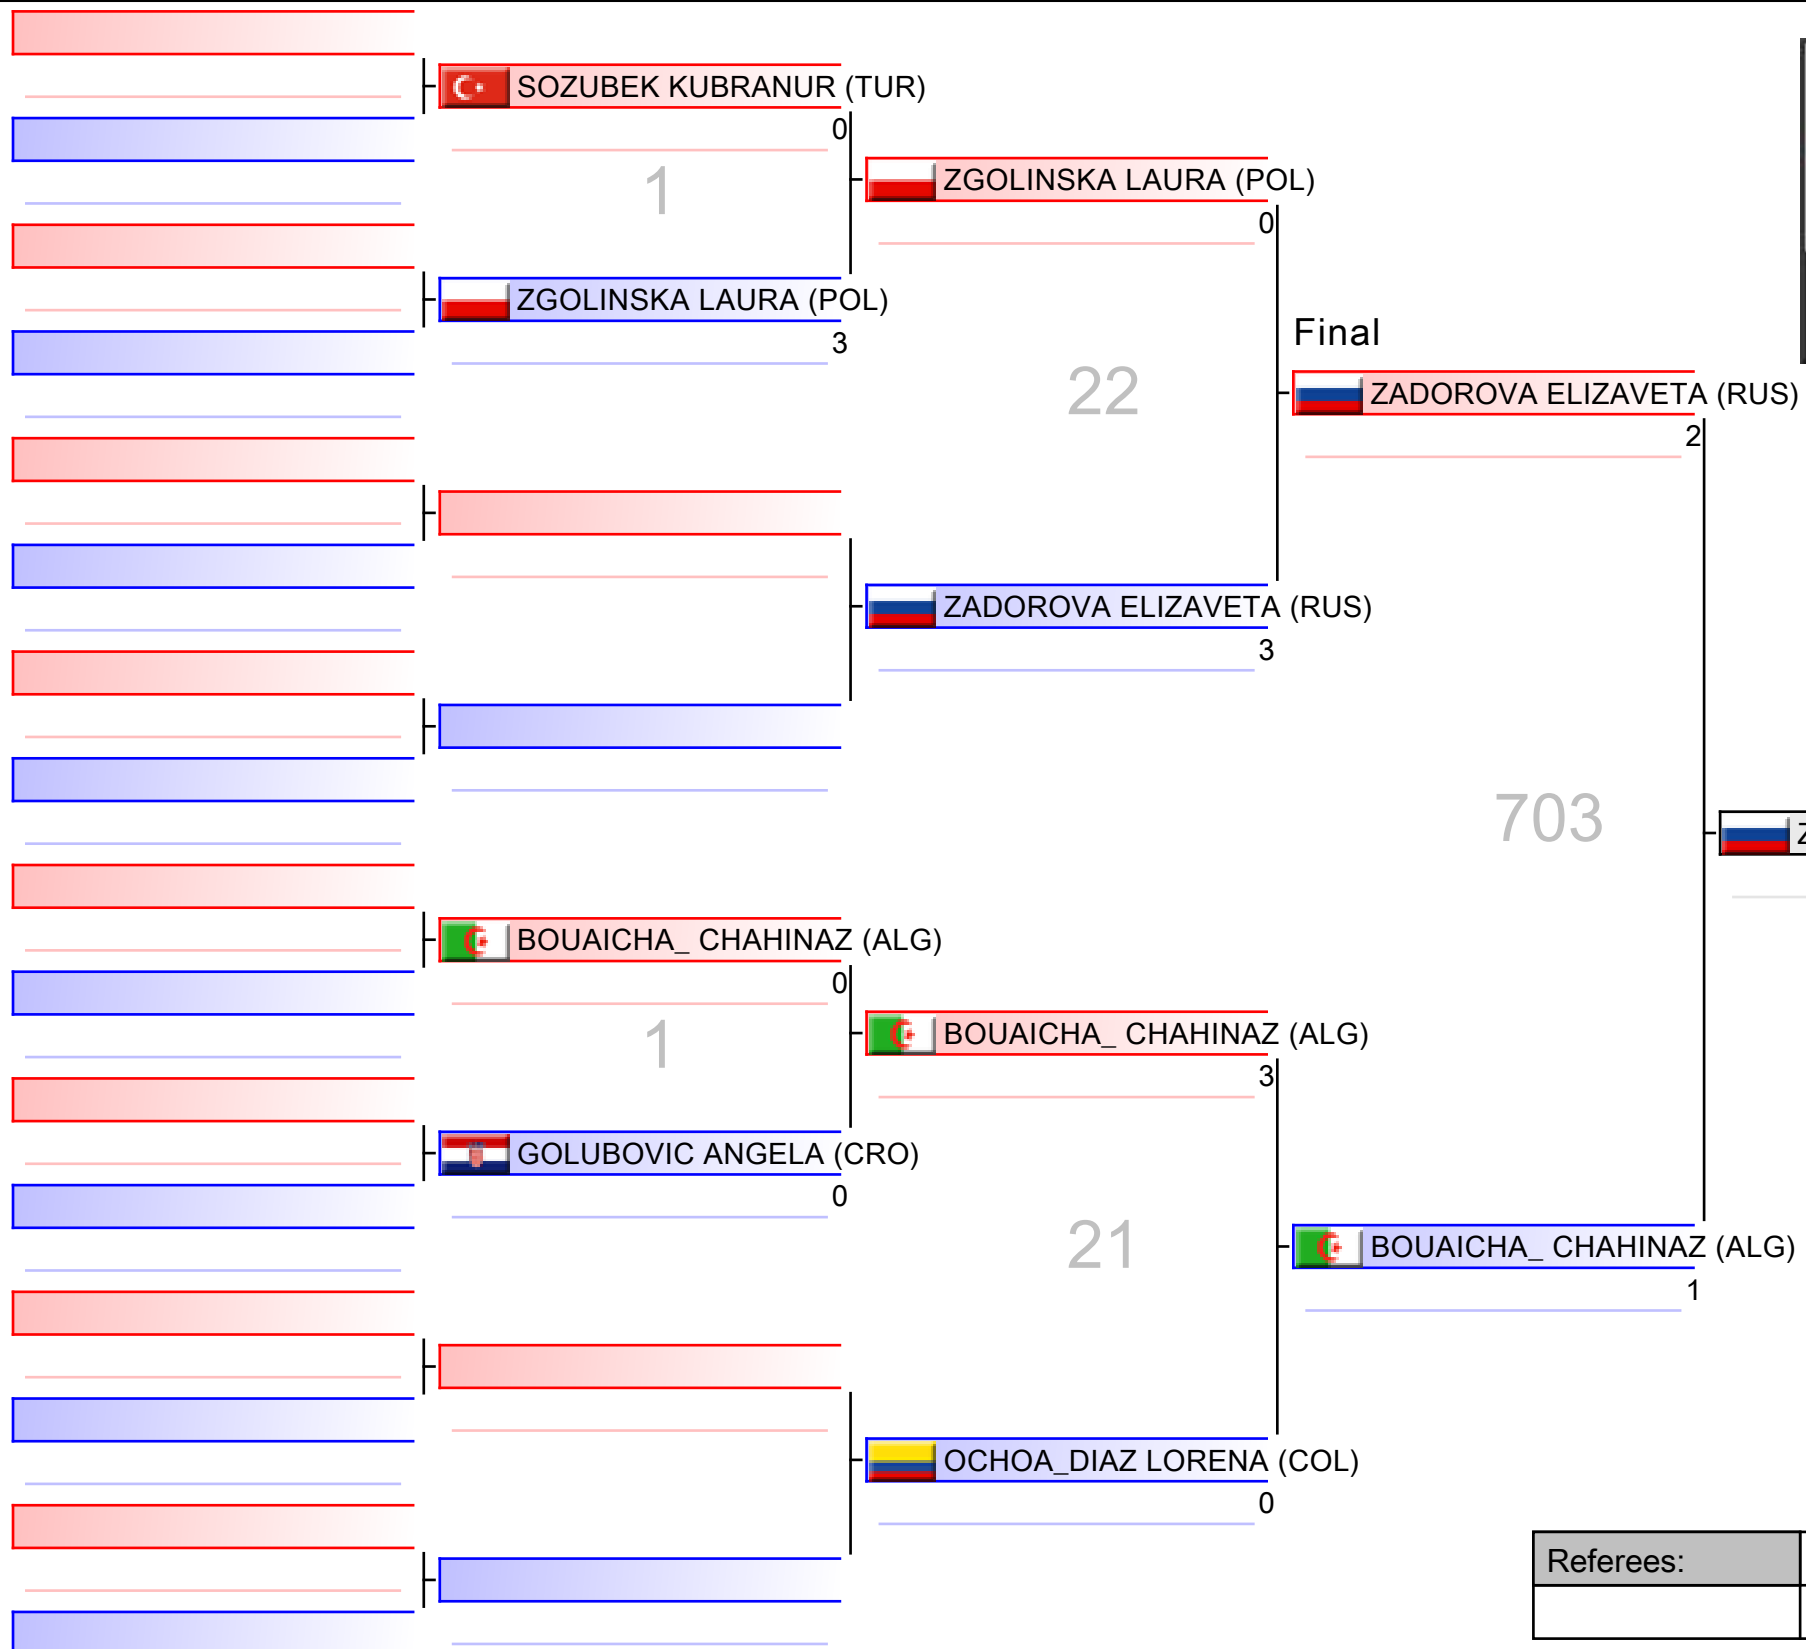 SOZUBEK KUBRANUR (TUR)
0
1
ZGOLINSKA LAURA (POL)
0
ZGOLINSKA LAURA (POL)
3
Final
22
ZADOROVA ELIZAVETA (RUS)
2
ZADOROVA ELIZAVETA (RUS)
3
703
BOUAICHA_ CHAHINAZ (ALG)
0
1
BOUAICHA_ CHAHINAZ (ALG)
3
GOLUBOVIC ANGELA (CRO)
0
21
BOUAICHA_ CHAHINAZ (ALG)
1
OCHOA_DIAZ LORENA (COL)
0
Referees: